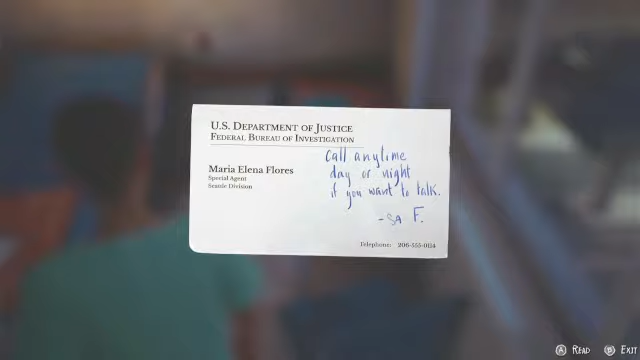 U.S. DEPARTMENT OF JUSTICE
FEDERAL BUREAU OF INVESTIGATION
Maria Elena Flores
Special Agent
Seattle Division
Call anytime
day or night
if you want to talk.
-SA F.
Telephone: 206-555-0124
A READ
B EXIT